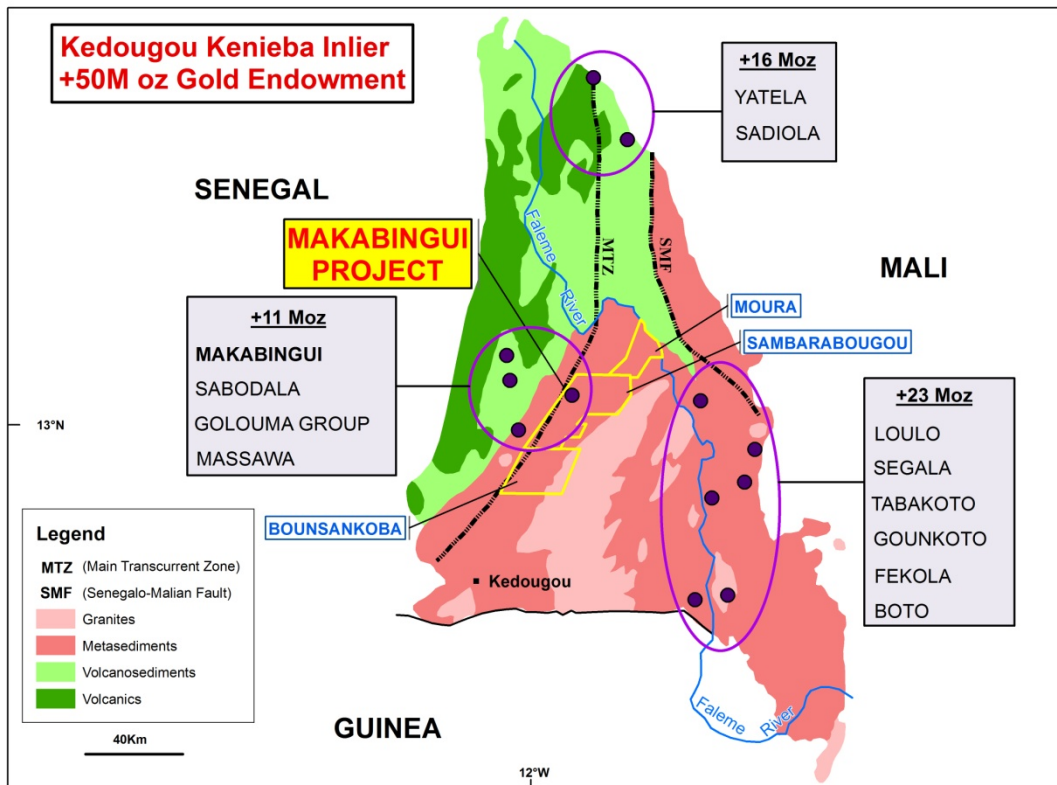 Kedougou Kenieba Inlier
+50M oz Gold Endowment
+16 Moz
YATELA
SADIOLA
SENEGAL
Faleme
River
MTZ
SMF
MAKABINGUI
PROJECT
MALI
MOURA
SAMBARABOUGOU
+11 Moz
MAKABINGUI
SABODALA
GOLOUMA GROUP
MASSAWA
+23 Moz
LOULO
SEGALA
TABAKOTO
GOUNKOTO
FEKOLA
BOTO
13°N
BOUNSANKOBA
Kedougou
Legend
MTZ (Main Transcurrent Zone)
SMF (Senegalo-Malian Fault)
Granites
Metasediments
Volcanosediments
Volcanics
40Km
GUINEA
Faleme River
12°W